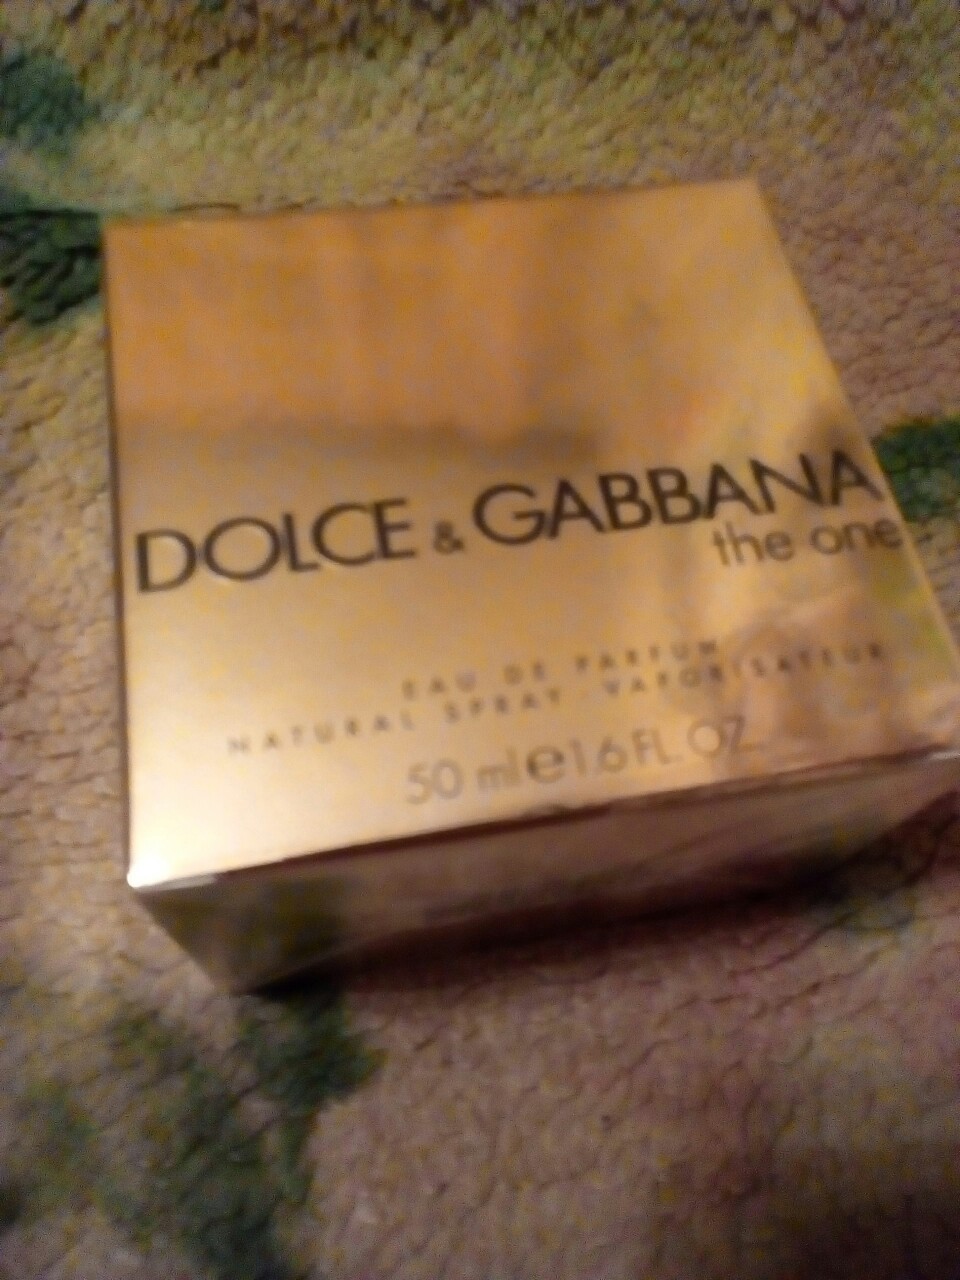 DOLCE & GABBANA
the one
EAU DE PARFUM
NATURAL SPRAY · VAPORISATEUR
50 ml e 1.6 FL. OZ.